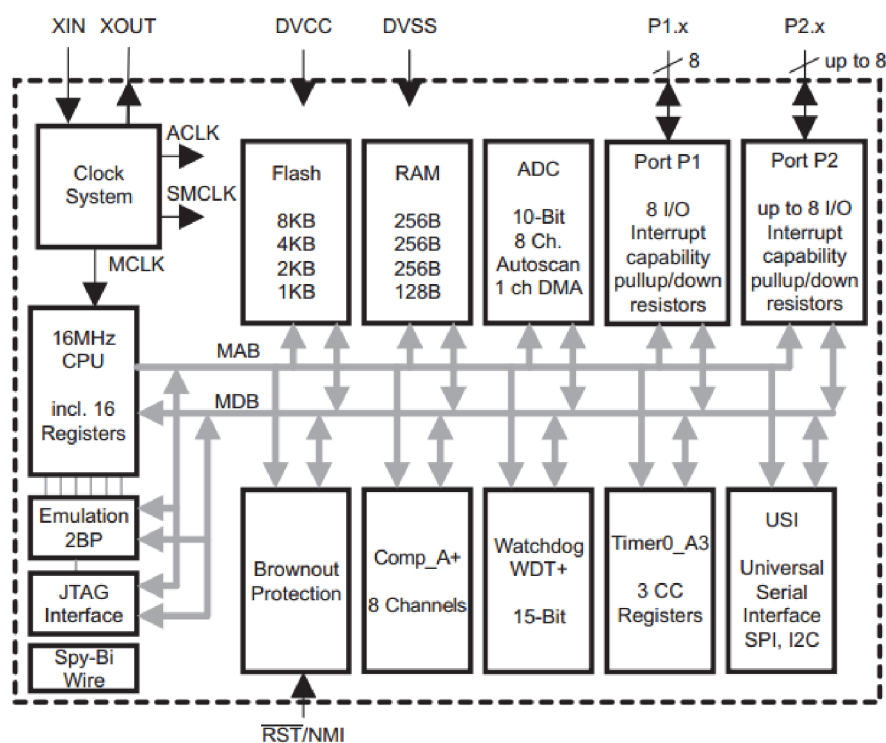 XIN
XOUT
DVCC
DVSS
P1.x
P2.x
8
up to 8
Clock
System
ACLK
SMCLK
MCLK
Flash
8KB
4KB
2KB
1KB
RAM
256B
256B
256B
128B
ADC
10-Bit
8 Ch.
Autoscan
1 ch DMA
Port P1
8 I/O
Interrupt
capability
pullup/down
resistors
Port P2
up to 8 I/O
Interrupt
capability
pullup/down
resistors
16MHz
CPU
incl. 16
Registers
MAB
MDB
Emulation
2BP
JTAG
Interface
Spy-Bi
Wire
Brownout
Protection
Comp_A+
8 Channels
Watchdog
WDT+
15-Bit
Timer0_A3
3 CC
Registers
USI
Universal
Serial
Interface
SPI, I2C
RST/NMI